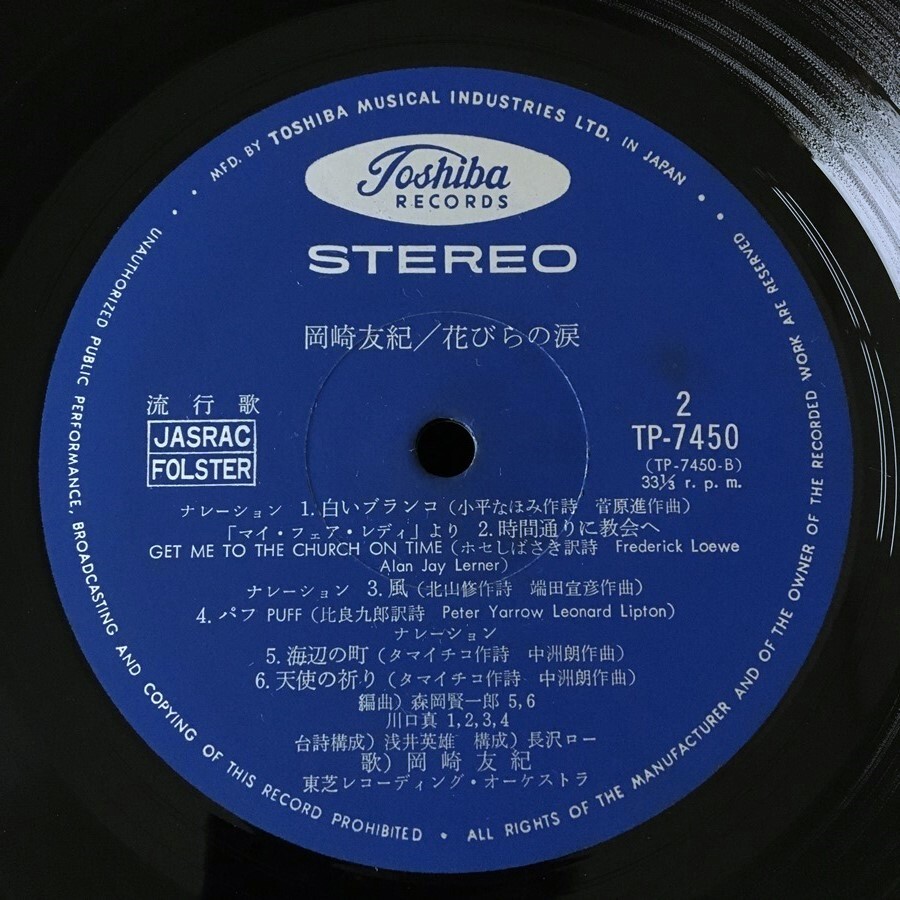 MFD. BY TOSHIBA MUSICAL INDUSTRIES LTD. IN JAPAN
Toshiba
RECORDS
STEREO
岡崎友紀／花びらの涙
流行歌
JASRAC
FOLSTER
2
TP-7450
(TP-7450-B)
33⅓ r. p. m.
ナレーション 1. 白いブランコ (小平なほみ作詩 菅原進作曲)
「マイ・フェア・レディ」より 2. 時間通りに教会へ
GET ME TO THE CHURCH ON TIME (ホセしばさき訳詩 Frederick Loewe
Alan Jay Lerner)
ナレーション 3. 風 (北山修作詩 端田宣彦作曲)
4. パフ PUFF (比良九郎訳詩 Peter Yarrow Leonard Lipton)
ナレーション
5. 海辺の町 (タマイチコ作詩 中洲朗作曲)
6. 天使の祈り (タマイチコ作詩 中洲朗作曲)
編曲) 森岡賢一郎 5,6
川口真 1,2,3,4
台詩構成) 浅井英雄 構成) 長沢ロー
歌) 岡崎友紀
東芝レコーディング・オーケストラ
UNAUTHORIZED PUBLIC PERFORMANCE, BROADCASTING AND COPYING OF THIS RECORD PROHIBITED • ALL RIGHTS OF THE MANUFACTURER AND OF THE OWNER OF THE RECORDED WORK ARE RESERVED